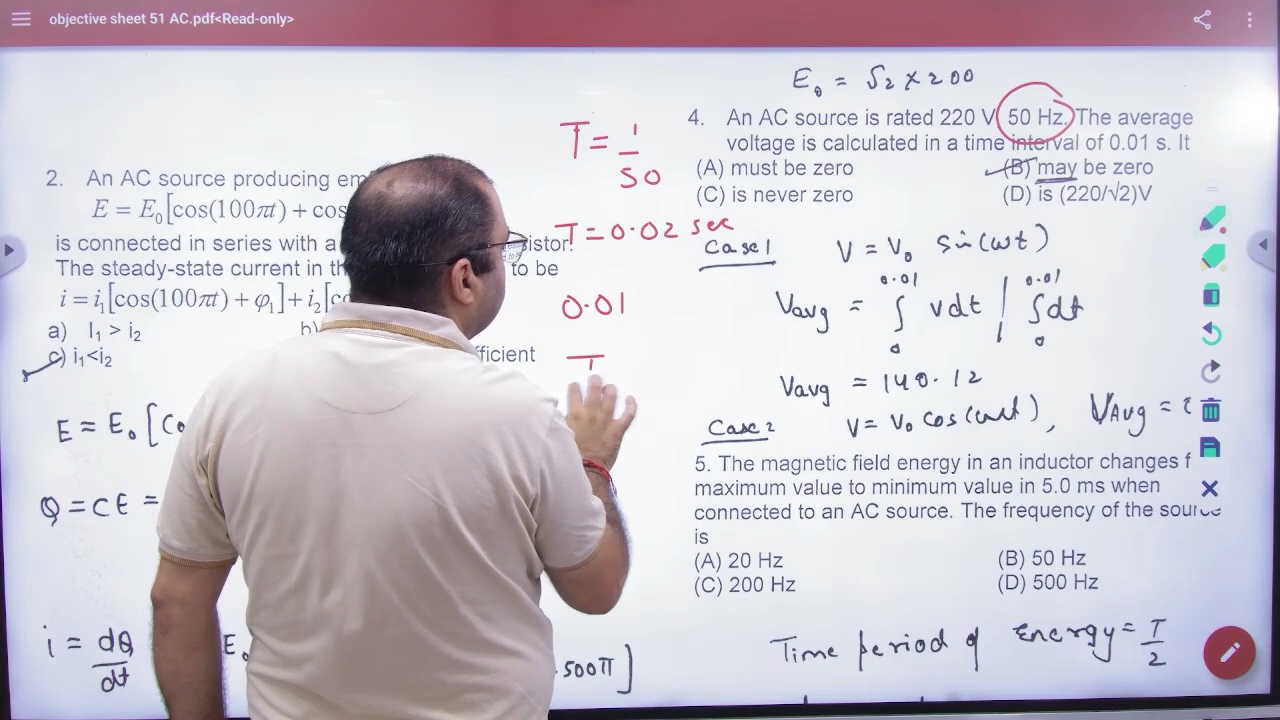 objective sheet 51 AC.pdf<Read-only>
E₀ = √2 × 200
4. An AC source is rated 220 V, 50 Hz. The average
voltage is calculated in a time interval of 0.01 s. It
(A) must be zero (B) may be zero
(C) is never zero (D) is (220/√2)V
T = 1/50
T = 0.02 sec
0.01
T
Case 1 V = V₀ sin(ωt)
Vavg = ∫₀^0.01 vdt | ∫₀^0.01 dt
Vavg = 140.12
Case 2 V = V₀ cos(ωt), VAvg =
2. An AC source producing em
E = E₀[cos(100πt) + cos
is connected in series with a istor.
The steady-state current in th to be
i = i₁[cos(100πt) + φ₁] + i₂[co
a) I₁ > i₂ b)
c) i₁<i₂ fficient
E = E₀ [Co
Q = CE =
i = dQ/dt E₀ 500π]
5. The magnetic field energy in an inductor changes f
maximum value to minimum value in 5.0 ms when
connected to an AC source. The frequency of the source
is
(A) 20 Hz (B) 50 Hz
(C) 200 Hz (D) 500 Hz
Time period of energy = T/2